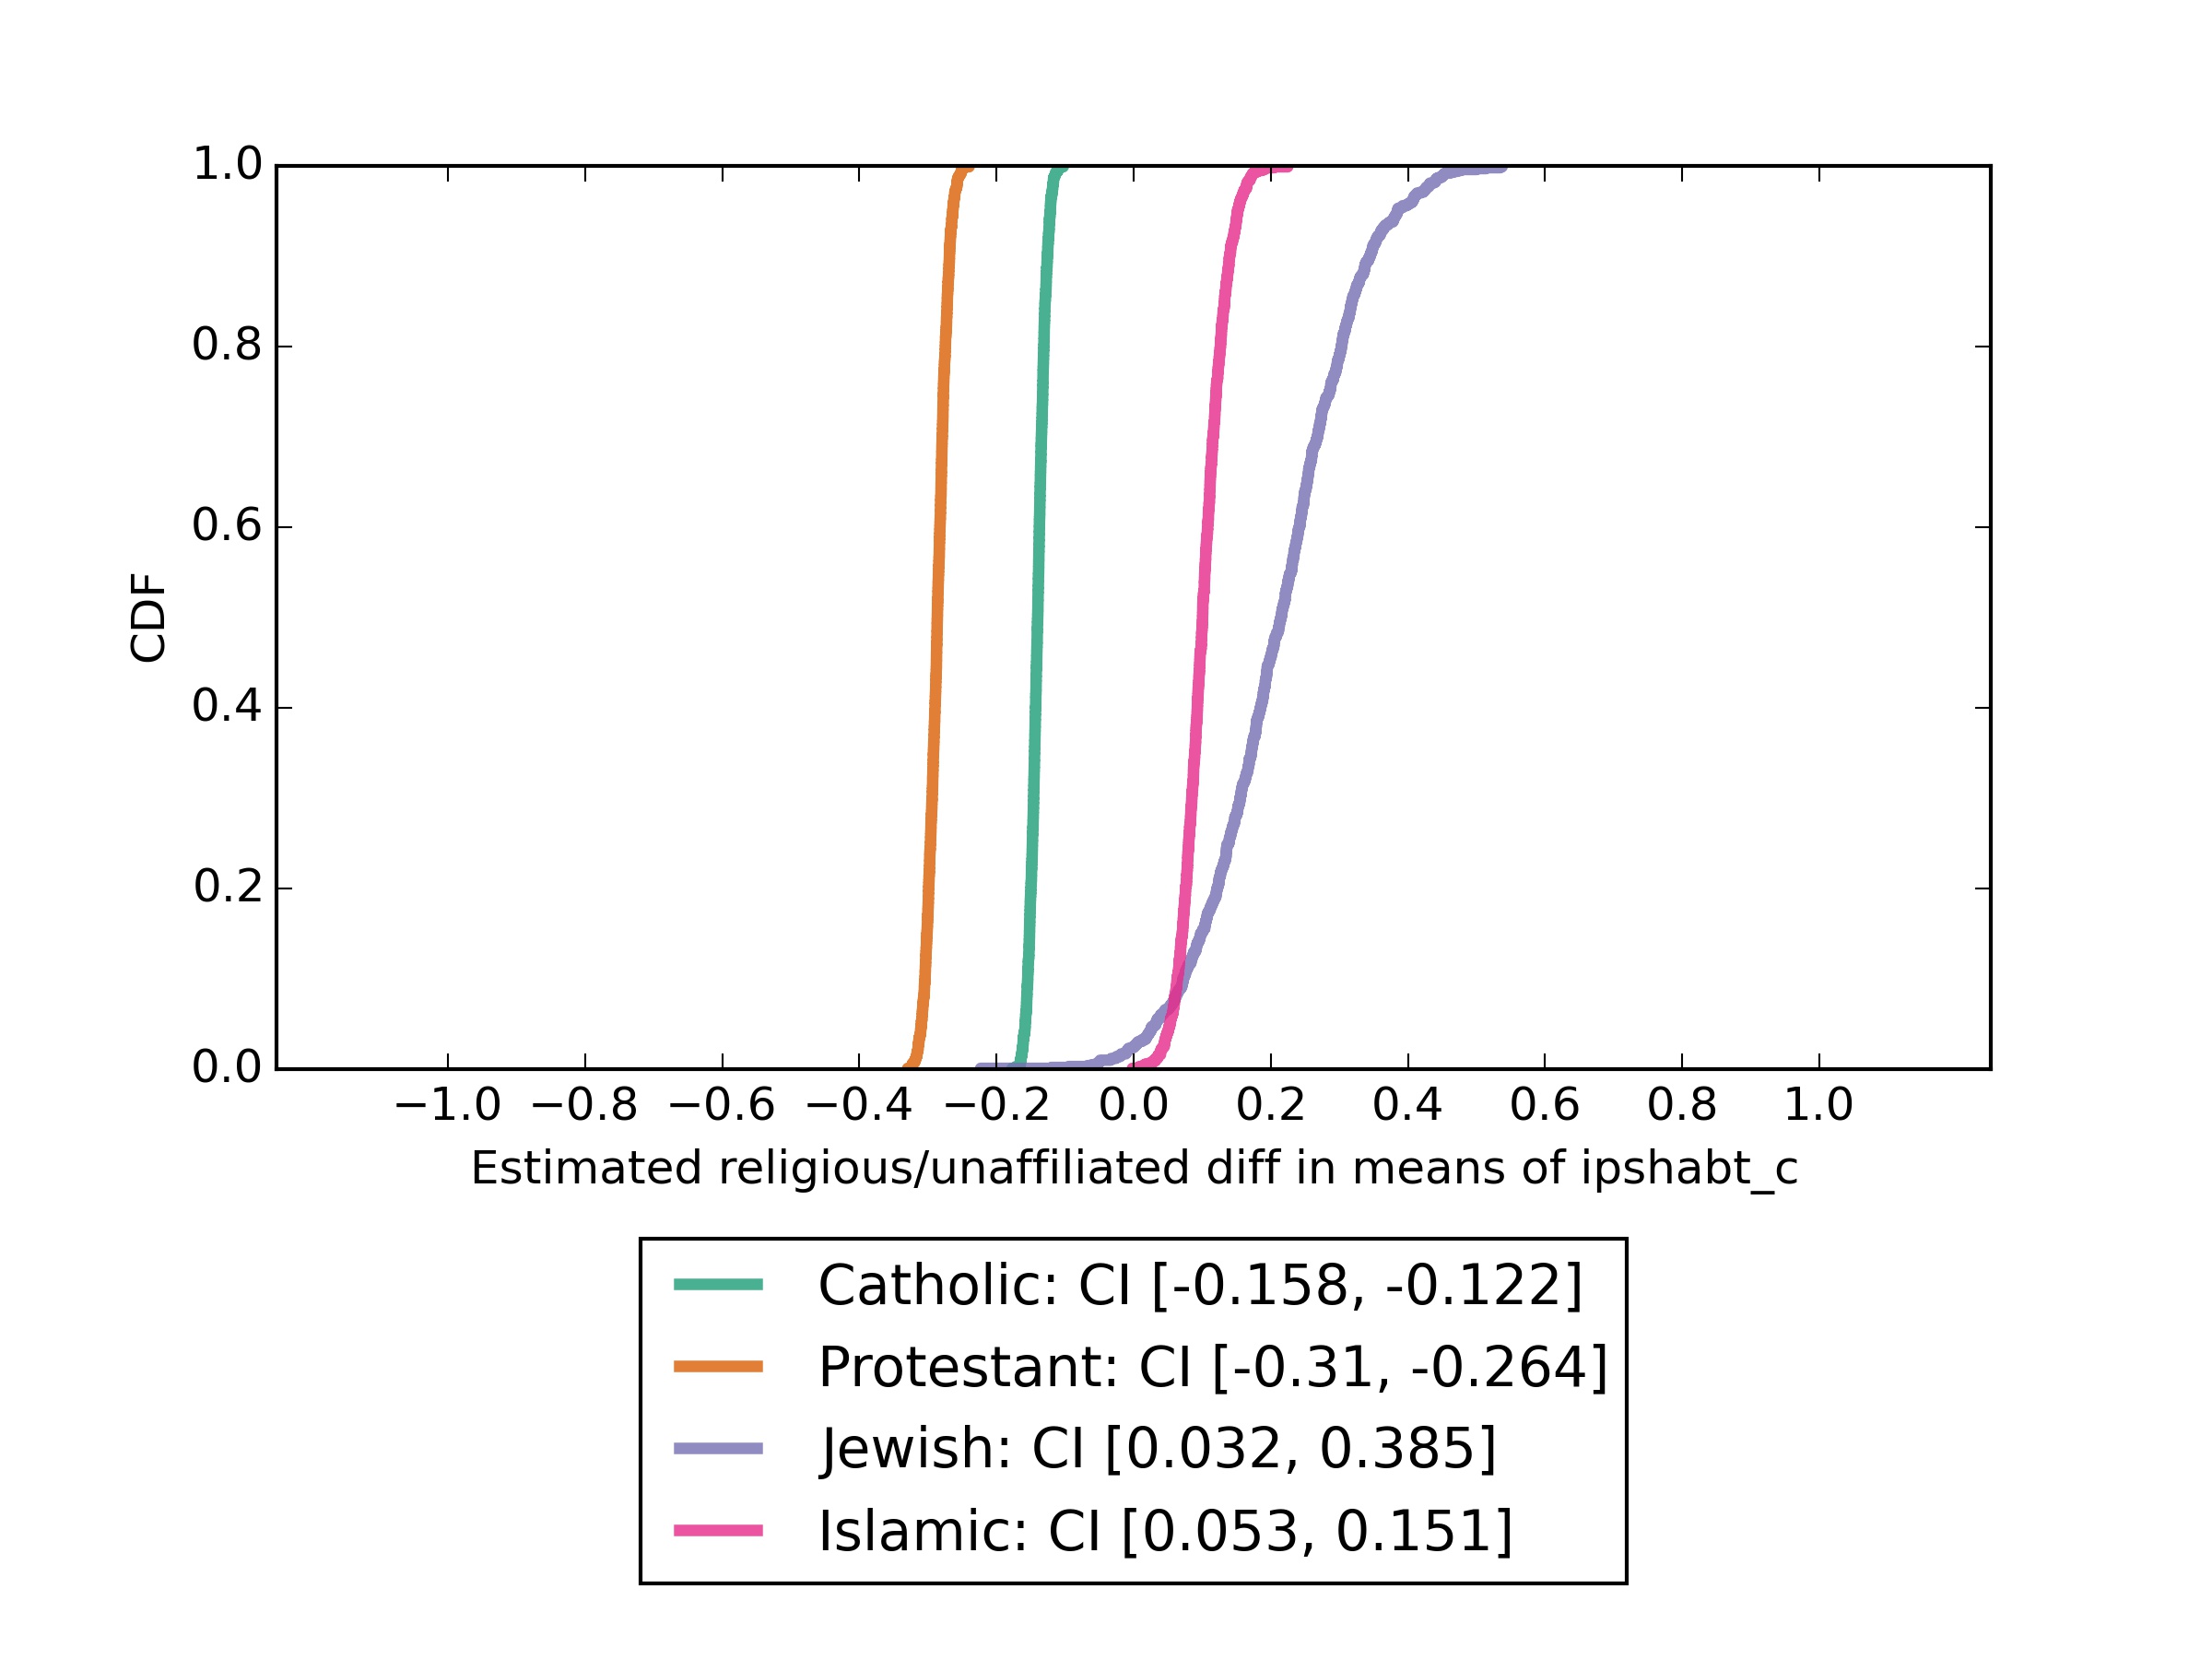 1.0
0.8
0.6
0.4
0.2
0.0
CDF
−1.0 −0.8 −0.6 −0.4 −0.2 0.0 0.2 0.4 0.6 0.8 1.0
Estimated religious/unaffiliated diff in means of ipshabt_c
Catholic: CI [-0.158, -0.122]
Protestant: CI [-0.31, -0.264]
Jewish: CI [0.032, 0.385]
Islamic: CI [0.053, 0.151]